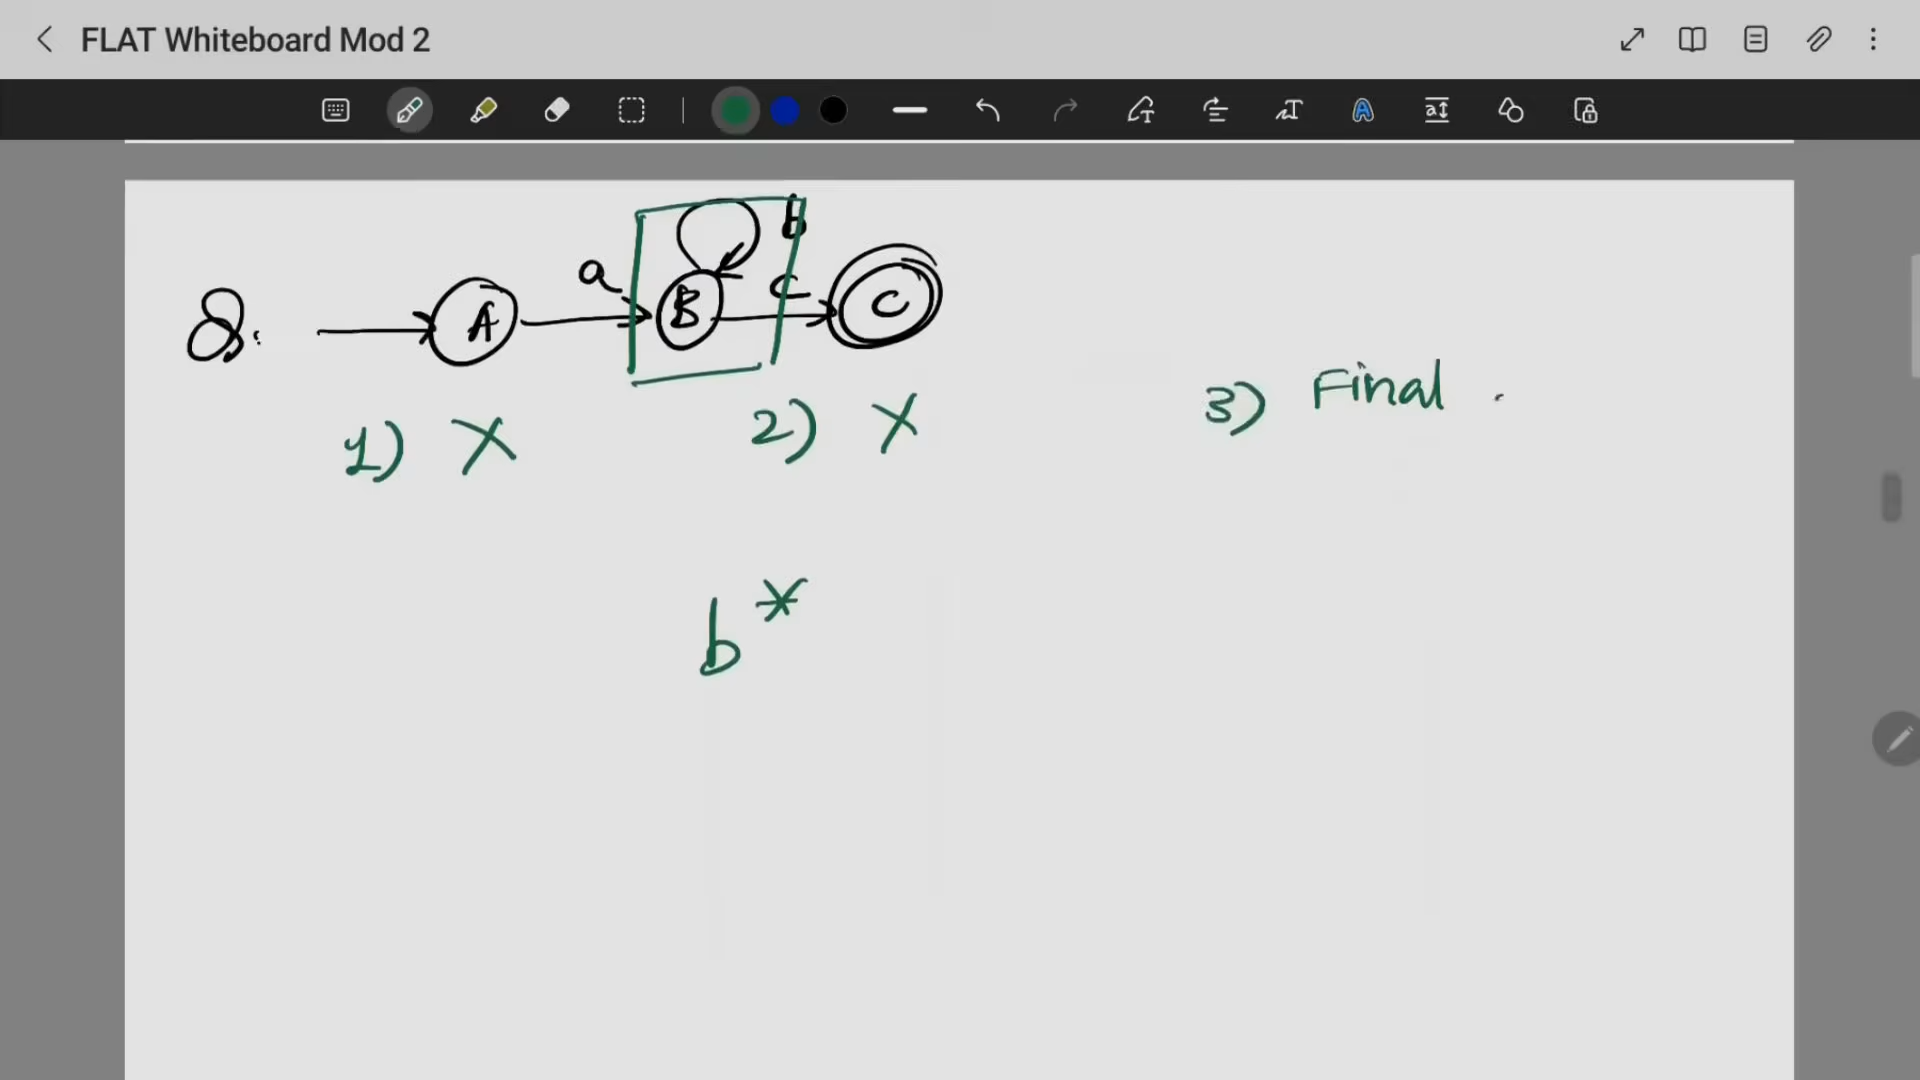 FLAT Whiteboard Mod 2
b
a
c
Q. A B C
1) X 2) X 3) Final .
b*